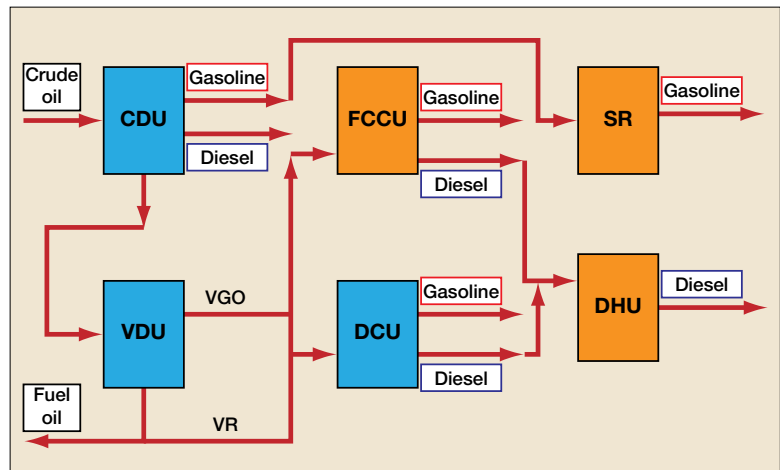 Crude
oil
CDU
Gasoline
Diesel
FCCU
Gasoline
Diesel
SR
Gasoline
VDU
VGO
DCU
Gasoline
Diesel
DHU
Diesel
Fuel
oil
VR